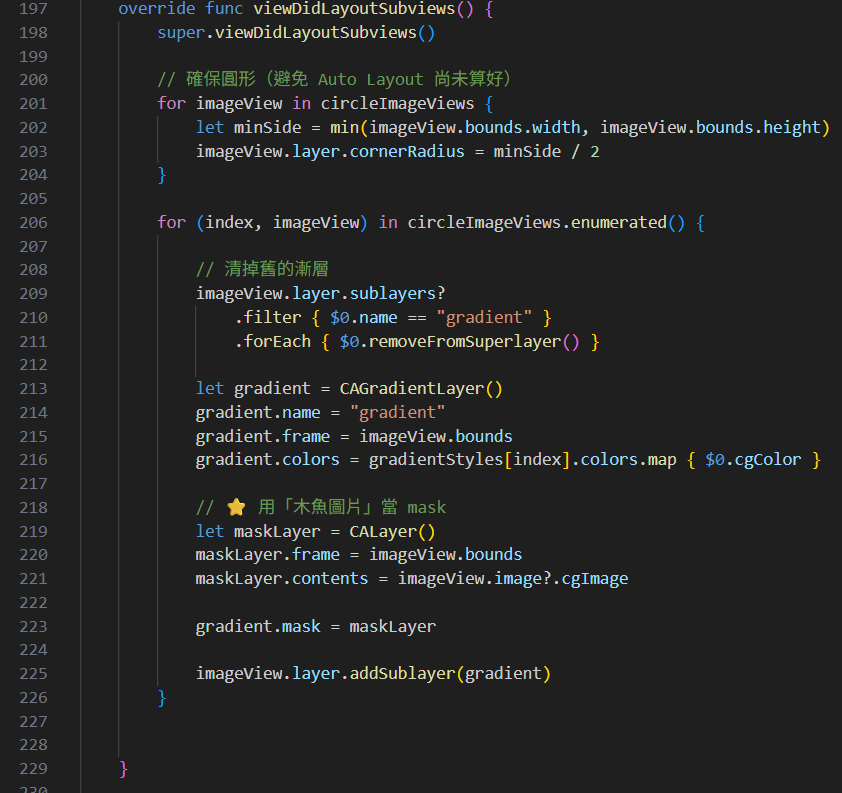 197 override func viewDidLayoutSubviews() {
198 super.viewDidLayoutSubviews()
199
200 // 確保圓形（避免 Auto Layout 尚未算好）
201 for imageView in circleImageViews {
202 let minSide = min(imageView.bounds.width, imageView.bounds.height)
203 imageView.layer.cornerRadius = minSide / 2
204 }
205
206 for (index, imageView) in circleImageViews.enumerated() {
207
208 // 清掉舊的漸層
209 imageView.layer.sublayers?
210 .filter { $0.name == "gradient" }
211 .forEach { $0.removeFromSuperlayer() }
212
213 let gradient = CAGradientLayer()
214 gradient.name = "gradient"
215 gradient.frame = imageView.bounds
216 gradient.colors = gradientStyles[index].colors.map { $0.cgColor }
217
218 // ⭐ 用「木魚圖片」當 mask
219 let maskLayer = CALayer()
220 maskLayer.frame = imageView.bounds
221 maskLayer.contents = imageView.image?.cgImage
222
223 gradient.mask = maskLayer
224
225 imageView.layer.addSublayer(gradient)
226 }
227
228
229 }
230